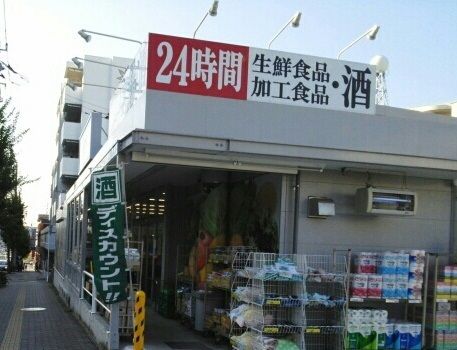 24時間
生鮮食品
加工食品・酒
酒
ディスカウント!!